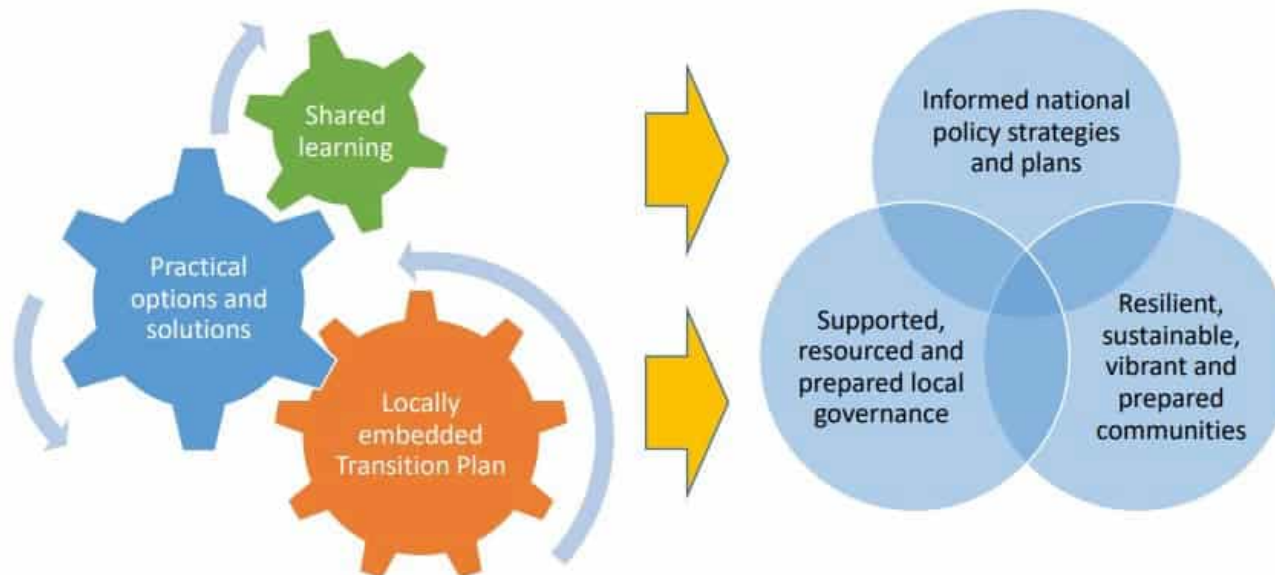 Shared
learning
Practical
options and
solutions
Locally
embedded
Transition Plan
Informed national
policy strategies
and plans
Supported,
resourced and
prepared local
governance
Resilient,
sustainable,
vibrant and
prepared
communities